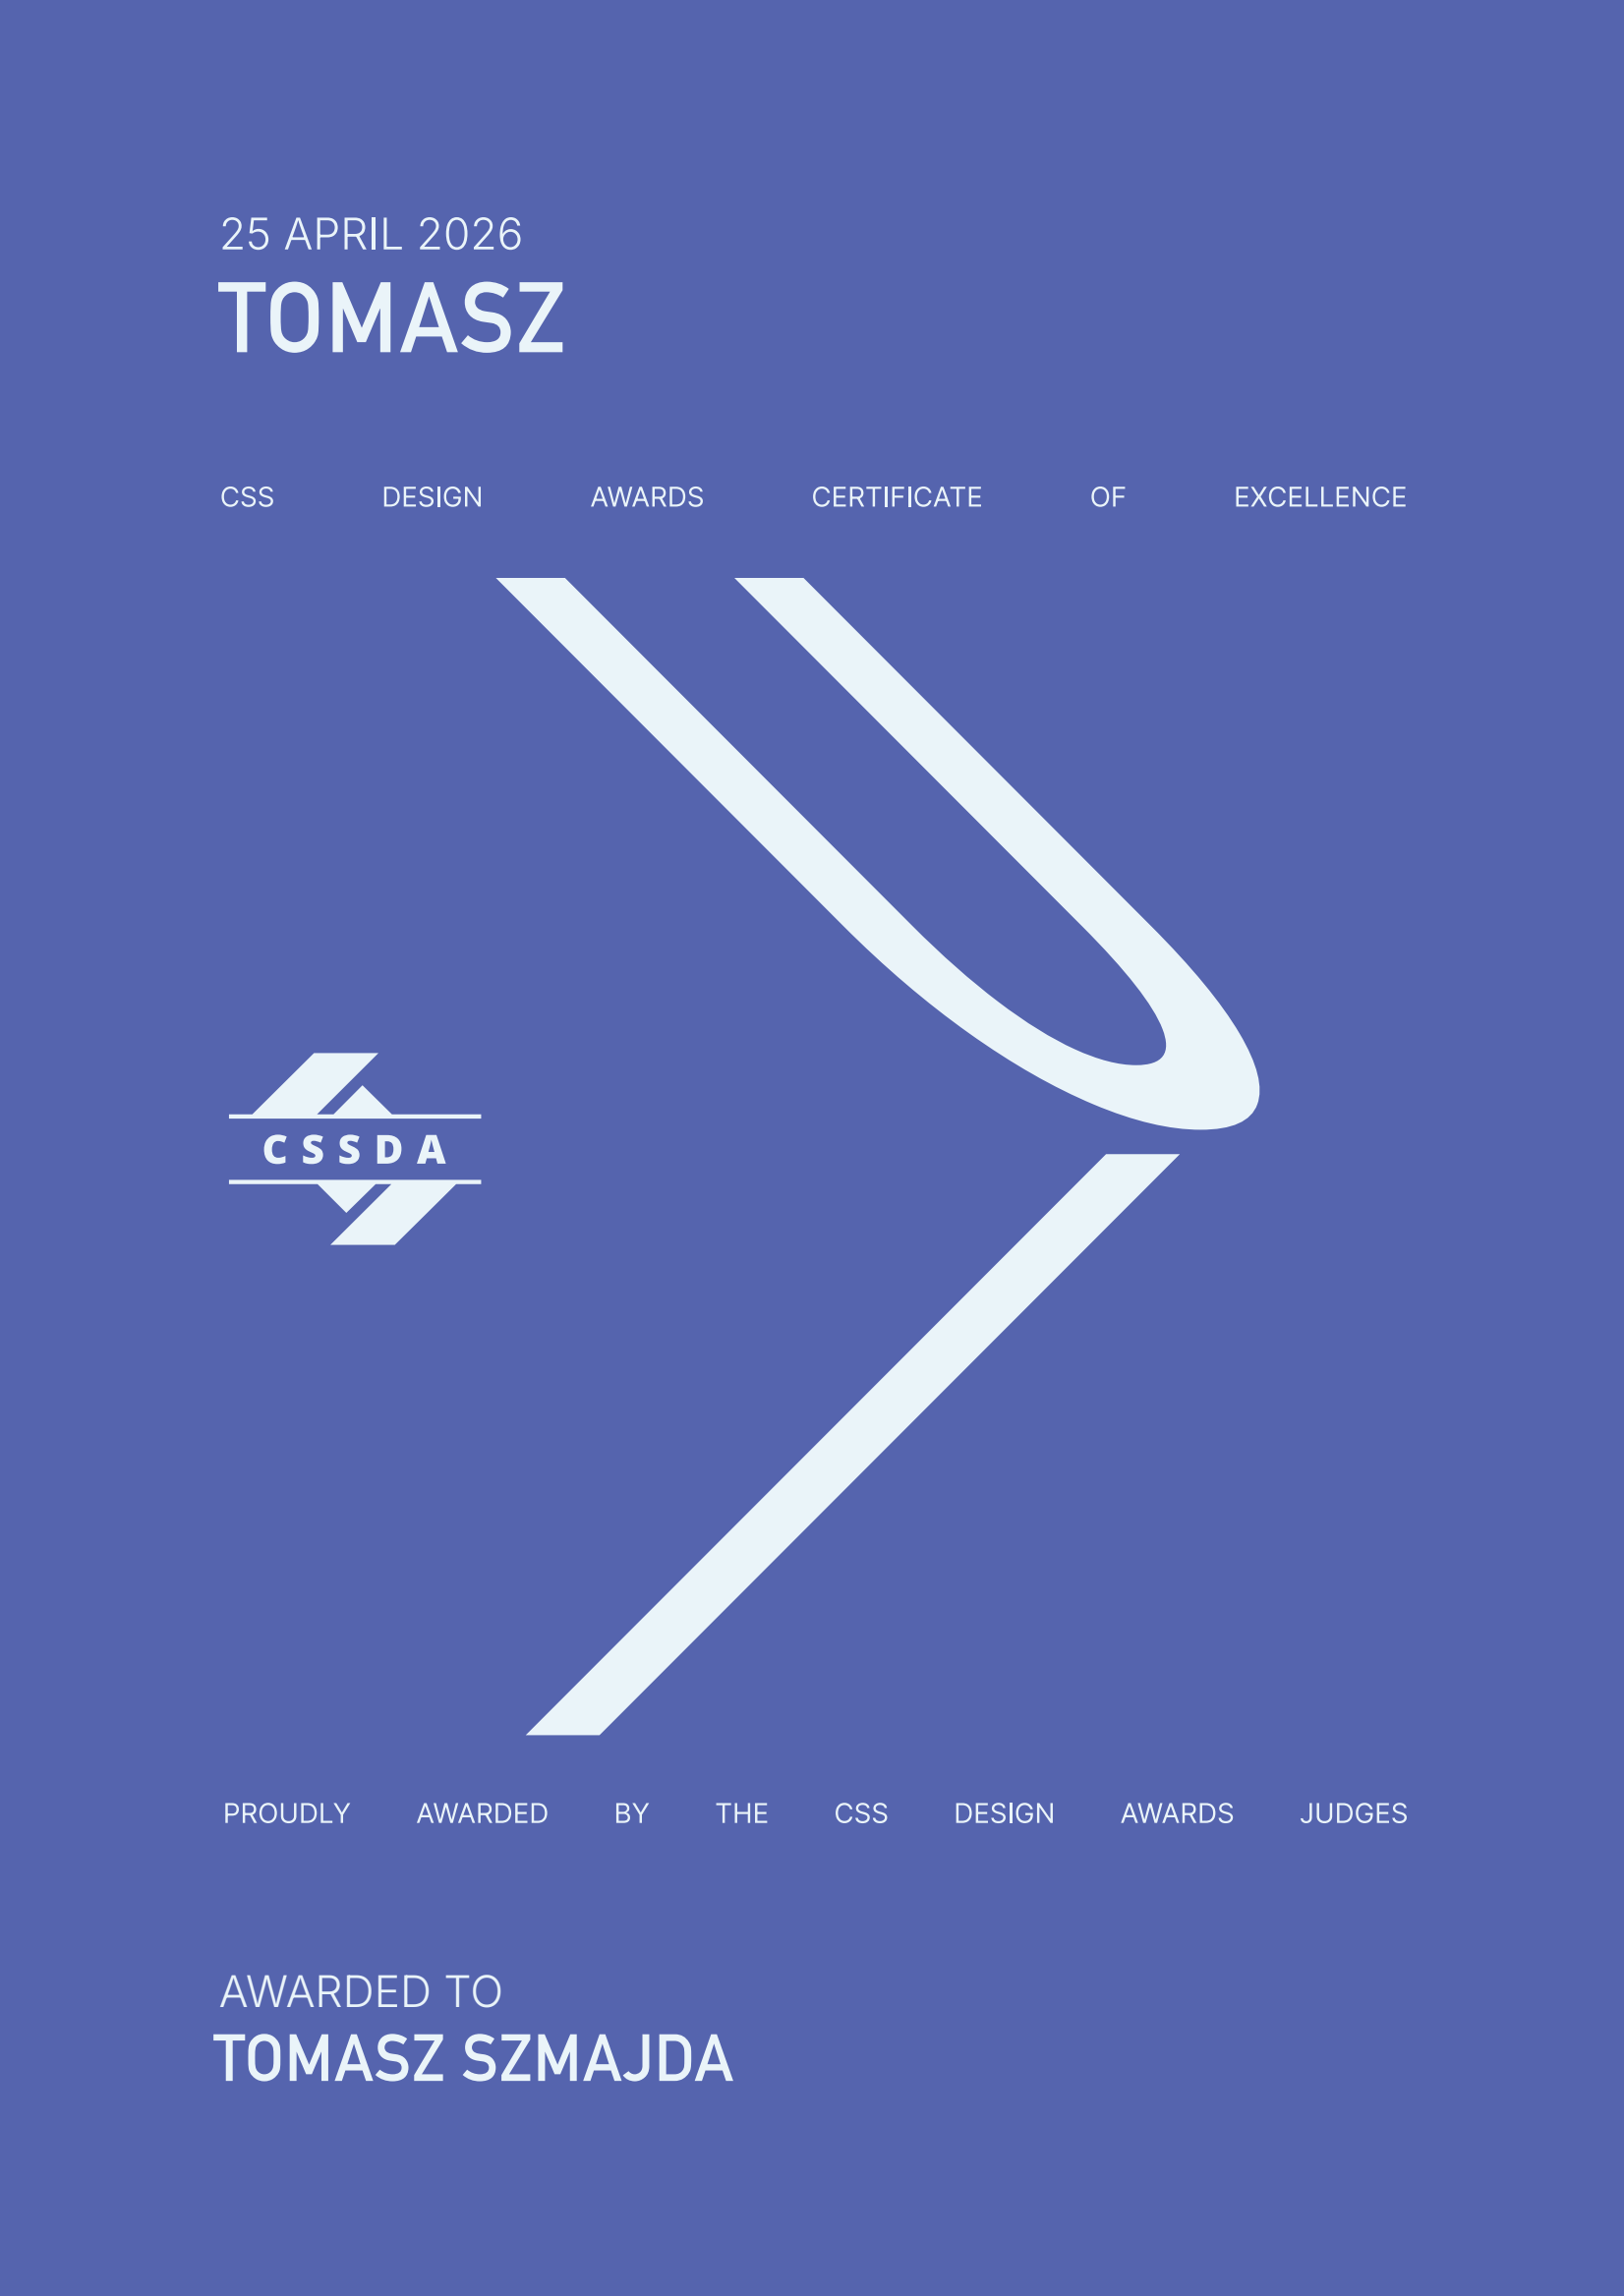 25 APRIL 2026
TOMASZ
CSS DESIGN AWARDS CERTIFICATE OF EXCELLENCE
CSSDA
PROUDLY AWARDED BY THE CSS DESIGN AWARDS JUDGES
AWARDED TO
TOMASZ SZMAJDA